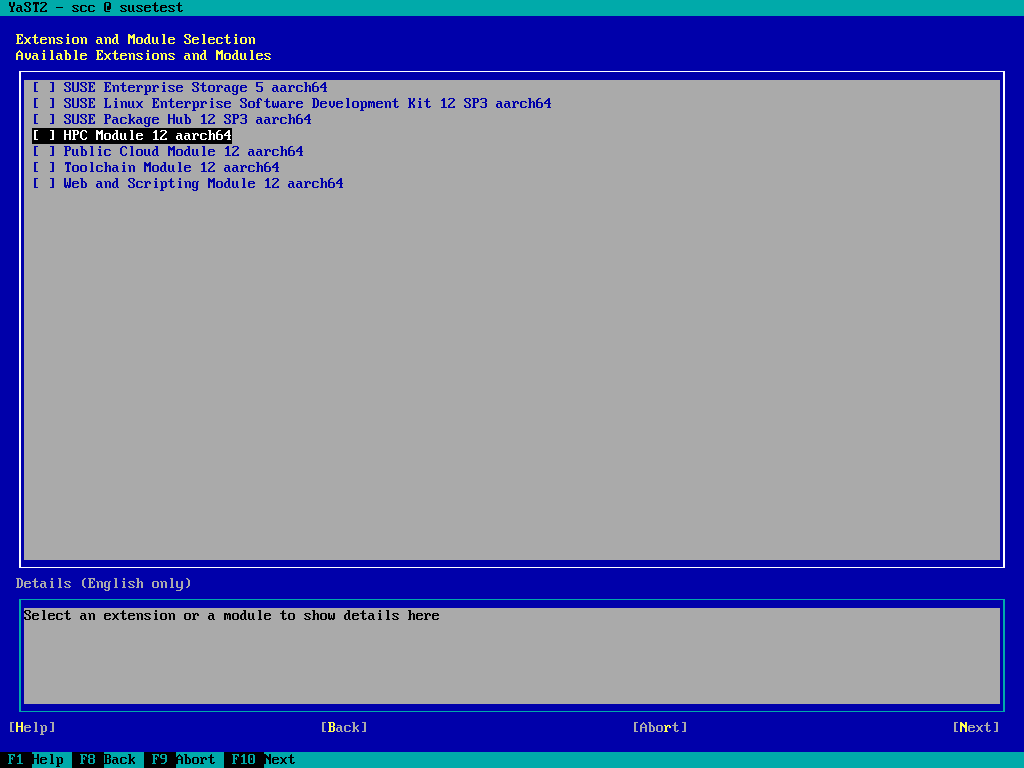 YaST2 - scc @ susetest
Extension and Module Selection
Available Extensions and Modules
[ ] SUSE Enterprise Storage 5 aarch64
[ ] SUSE Linux Enterprise Software Development Kit 12 SP3 aarch64
[ ] SUSE Package Hub 12 SP3 aarch64
[ ] HPC Module 12 aarch64
[ ] Public Cloud Module 12 aarch64
[ ] Toolchain Module 12 aarch64
[ ] Web and Scripting Module 12 aarch64
Details (English only)
Select an extension or a module to show details here
[Help] [Back] [Abort] [Next]
F1 Help F8 Back F9 Abort F10 Next